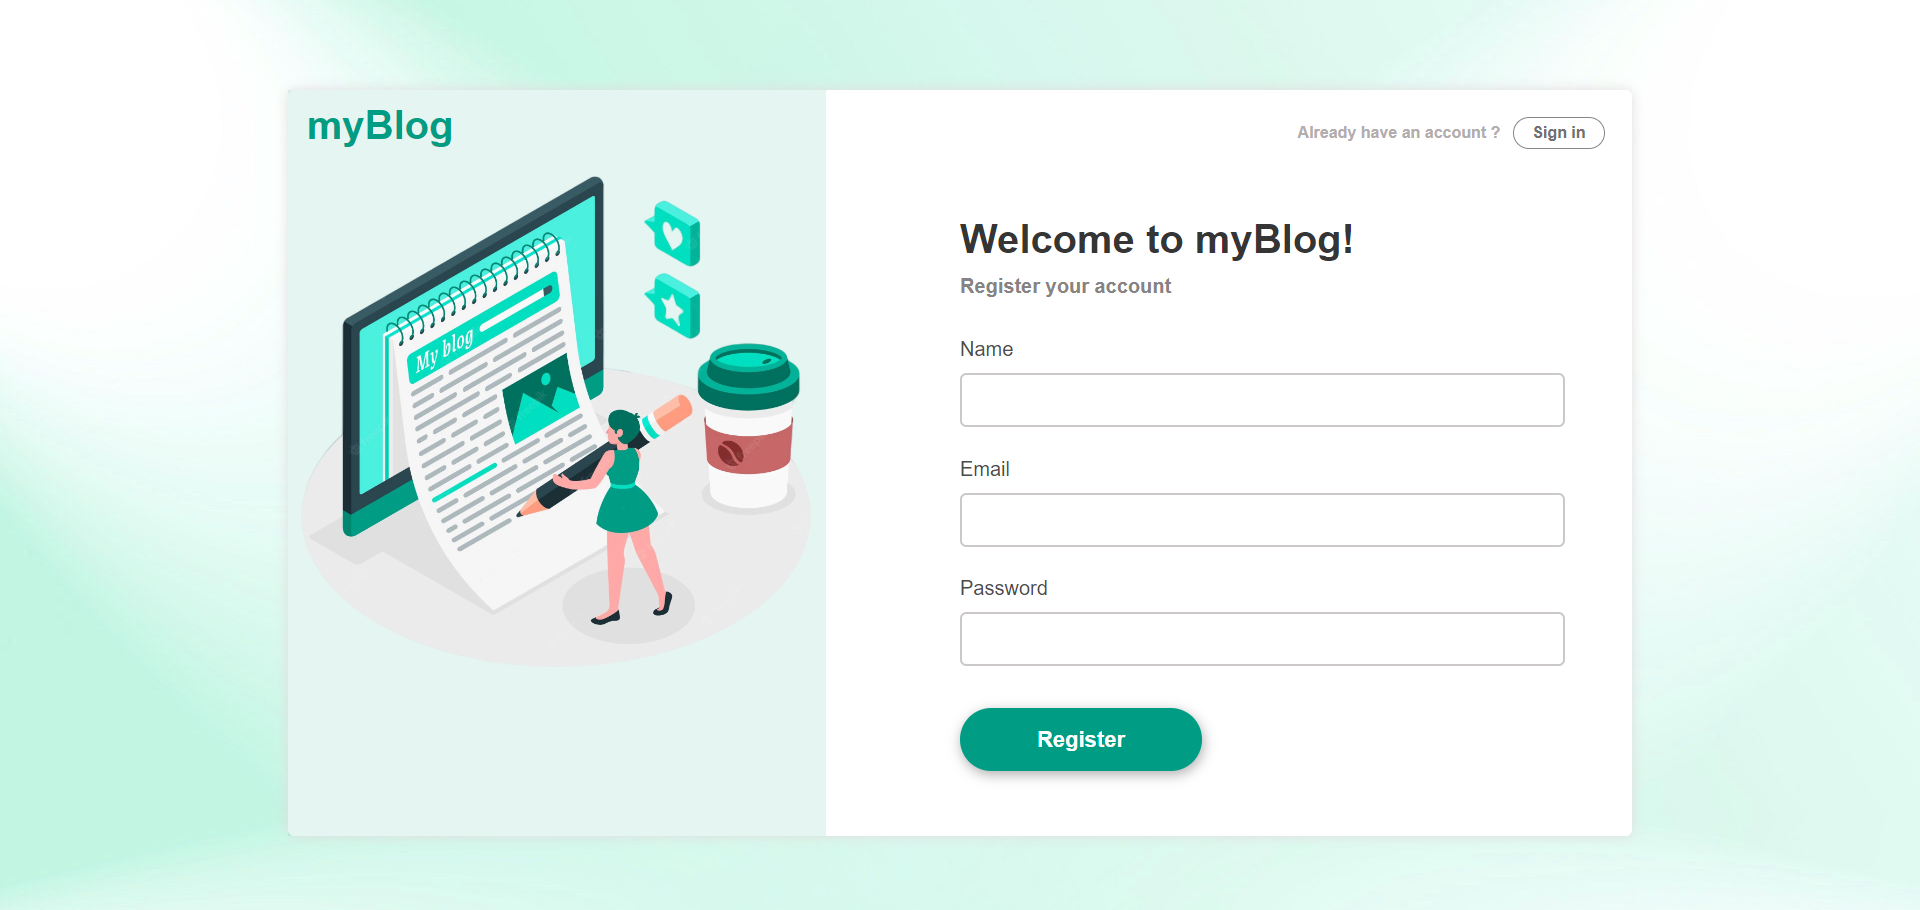 myBlog
Already have an account ? Sign in
My blog
Welcome to myBlog!
Register your account
Name
Email
Password
Register